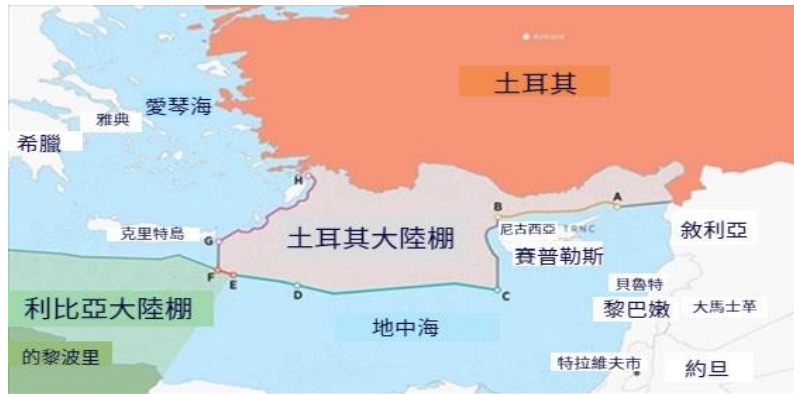 Ankara
土耳其
愛琴海
雅典
希臘
H
A
B
克里特島
G
土耳其大陸棚
尼古西亞
TRNC
敘利亞
賽普勒斯
F
E
D
C
貝魯特
利比亞大陸棚
黎巴嫩
大馬士革
地中海
的黎波里
特拉維夫市
約旦